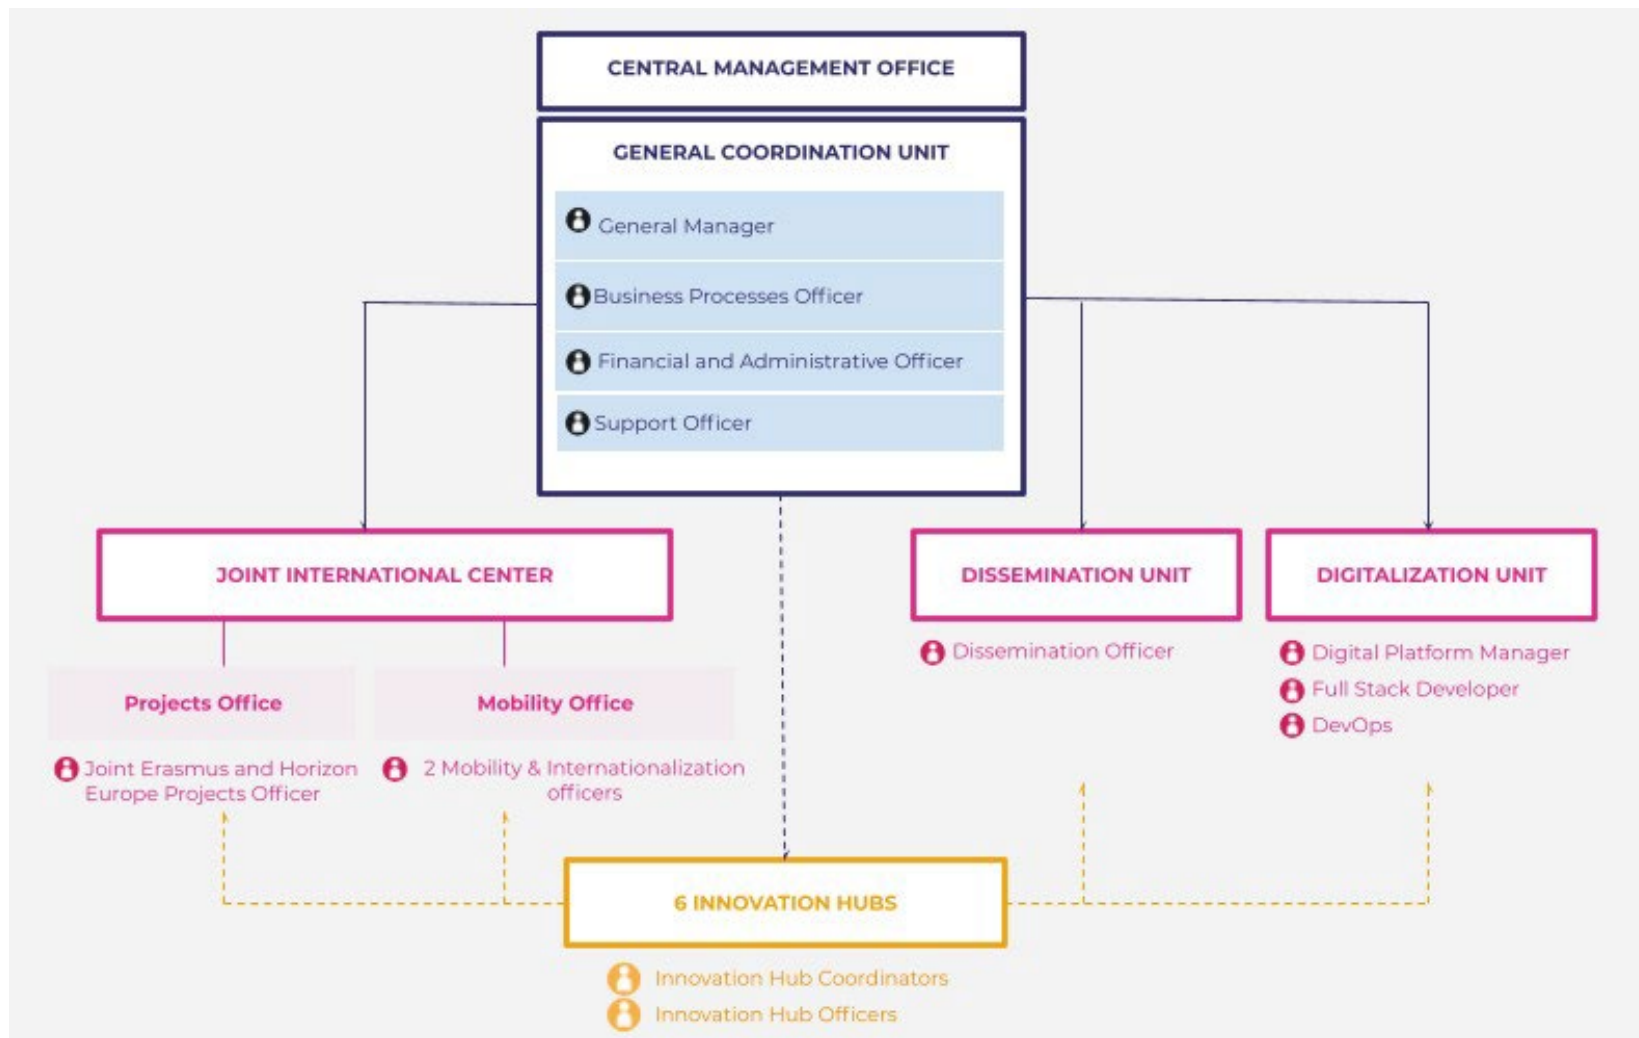 CENTRAL MANAGEMENT OFFICE
GENERAL COORDINATION UNIT
General Manager
Business Processes Officer
Financial and Administrative Officer
Support Officer
JOINT INTERNATIONAL CENTER
Projects Office
Joint Erasmus and Horizon
Europe Projects Officer
Mobility Office
2 Mobility & Internationalization
officers
DISSEMINATION UNIT
Dissemination Officer
DIGITALIZATION UNIT
Digital Platform Manager
Full Stack Developer
DevOps
6 INNOVATION HUBS
Innovation Hub Coordinators
Innovation Hub Officers